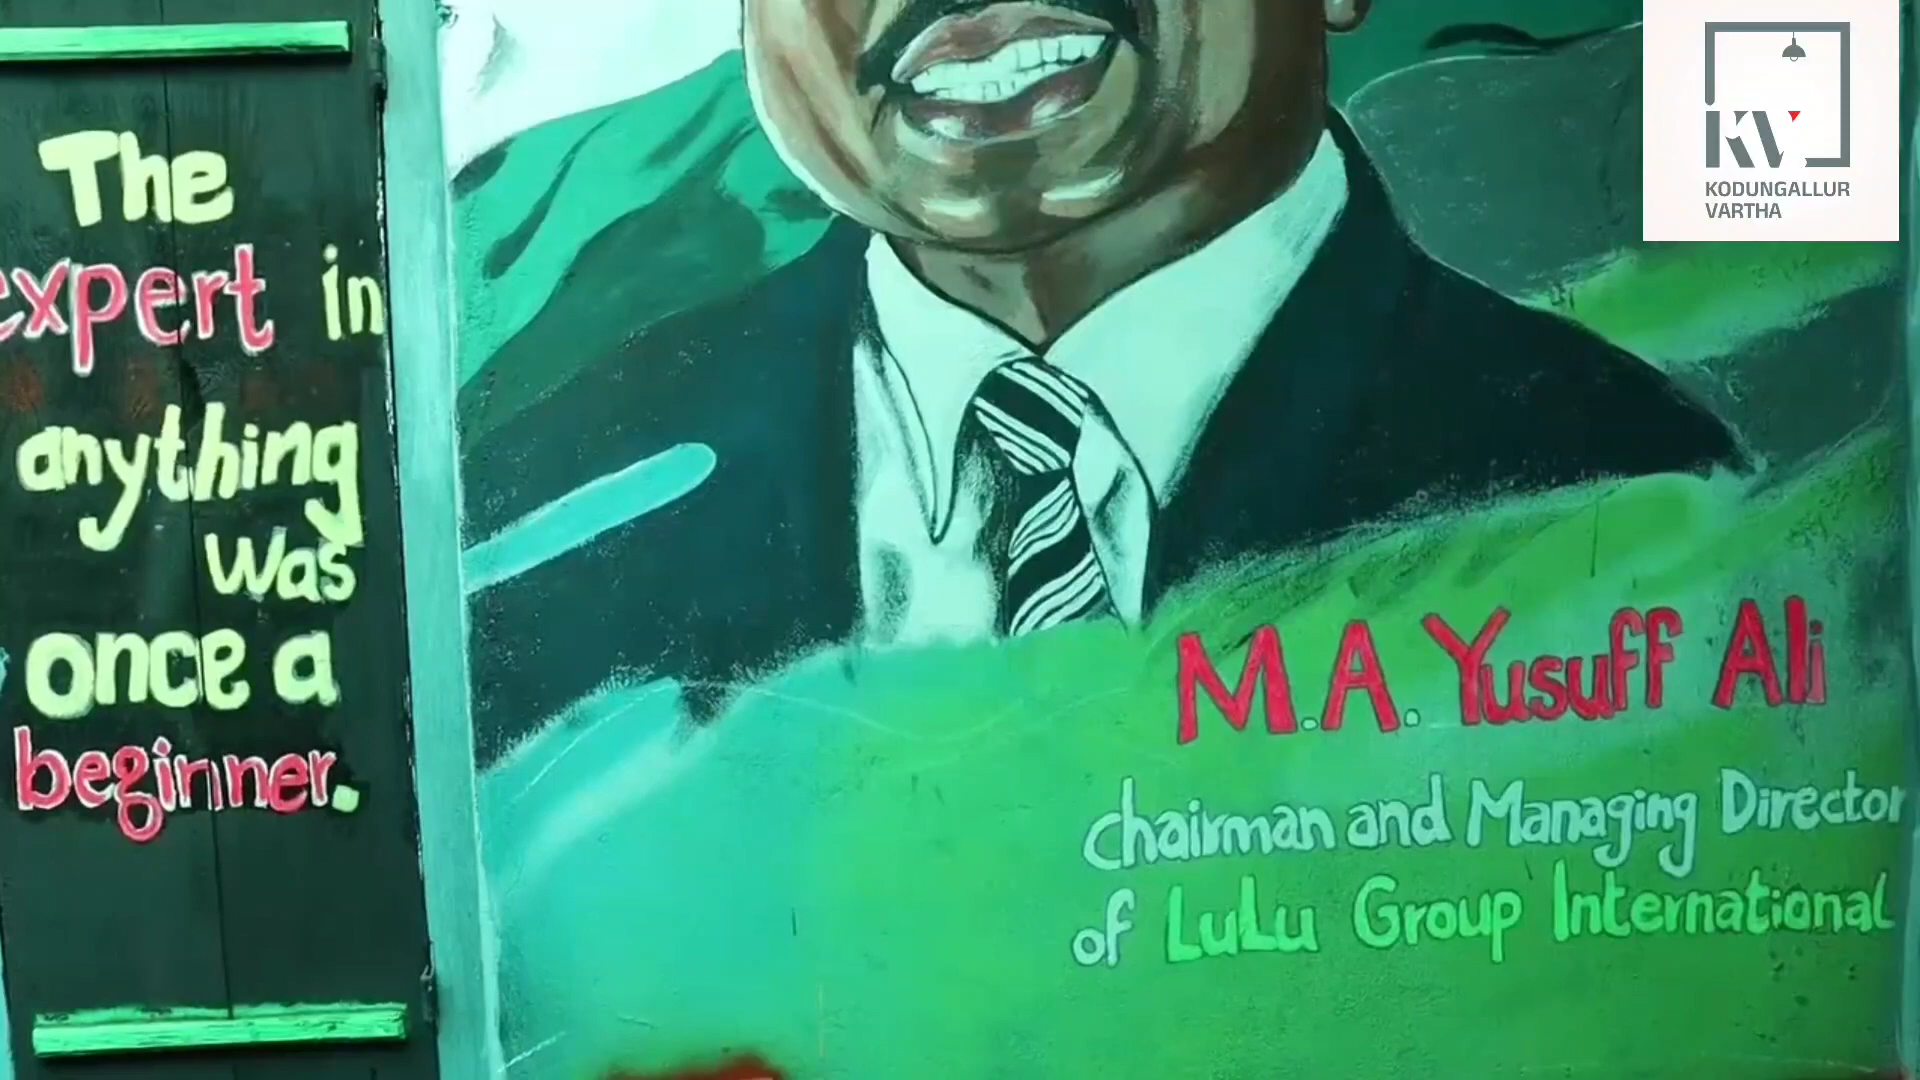 The
expert in
anything
was
once a
beginner.
M.A. Yusuff Ali
chairman and Managing Director
of LuLu Group International
KV
KODUNGALLUR
VARTHA